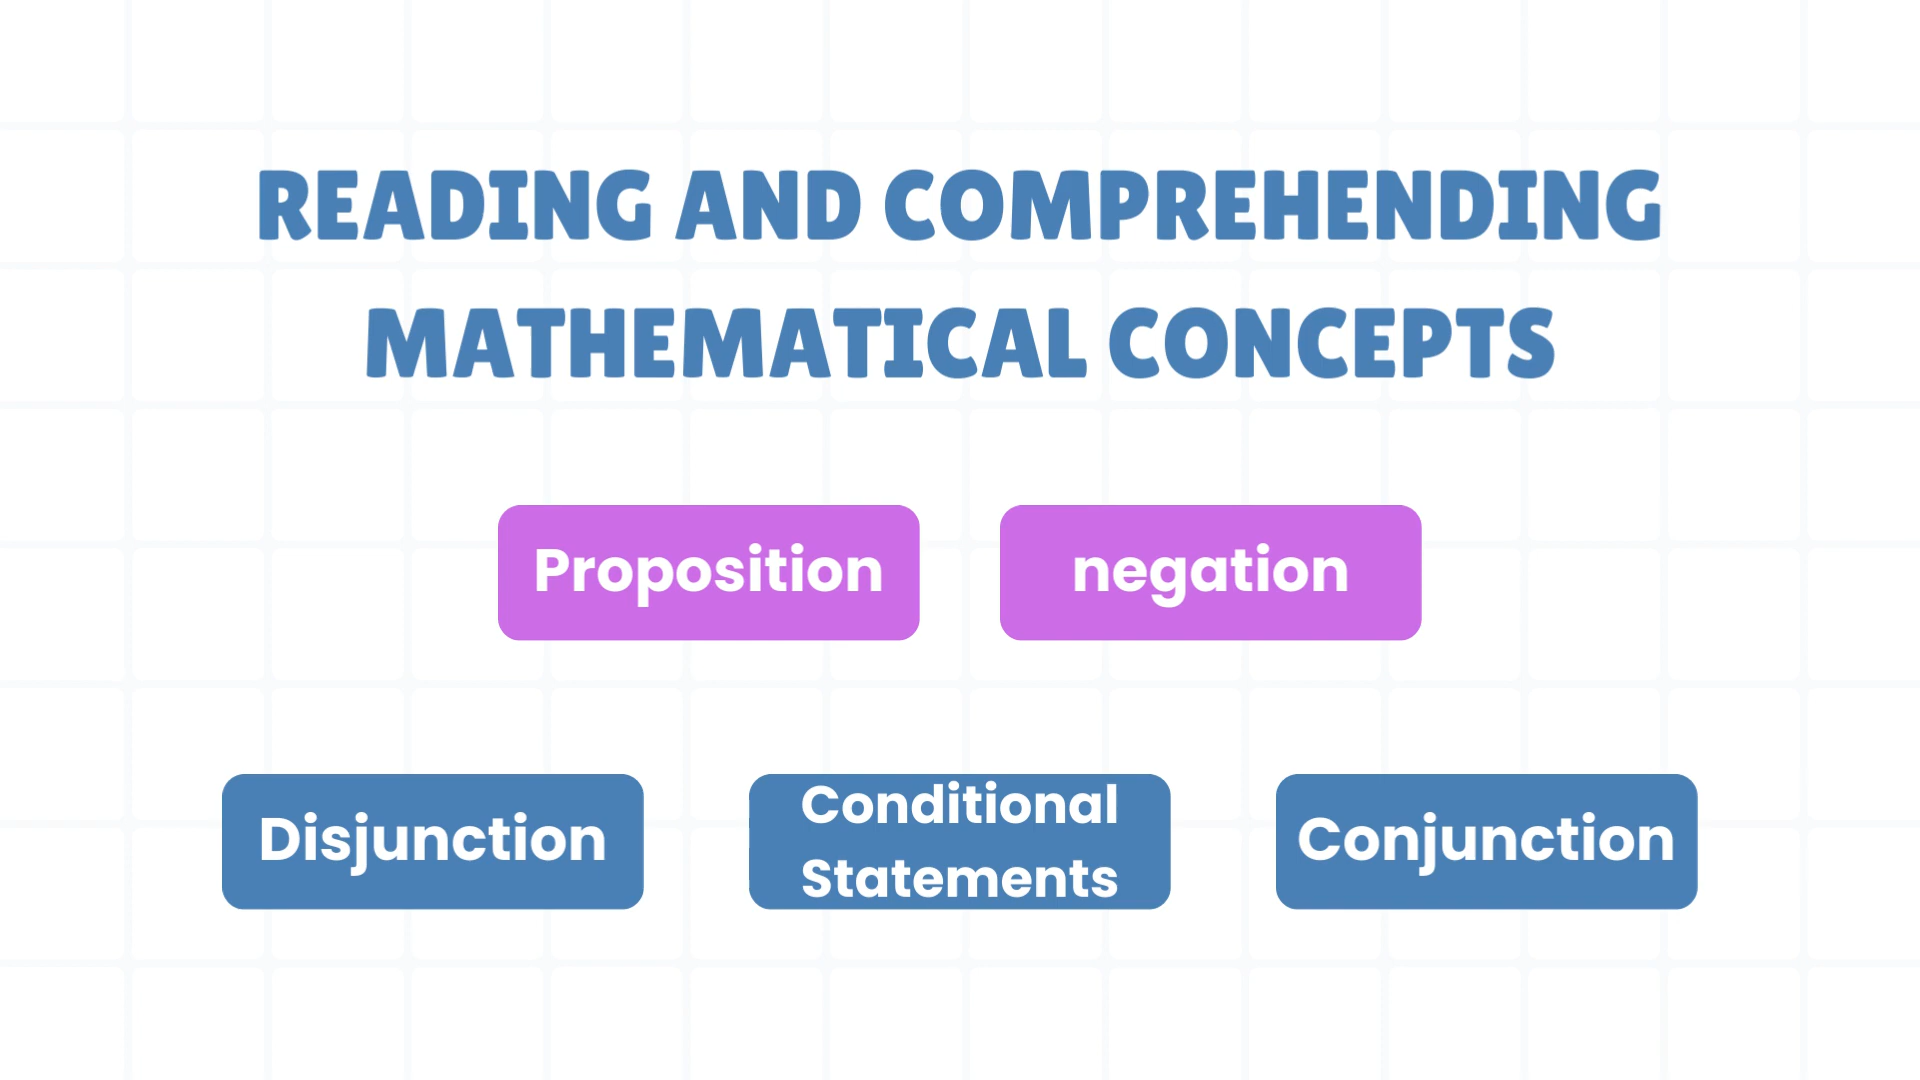 READING AND COMPREHENDING
MATHEMATICAL CONCEPTS
Proposition
negation
Disjunction
Conditional
Statements
Conjunction